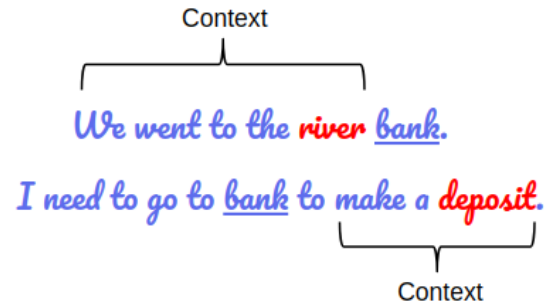 Context
We went to the river bank.
I need to go to bank to make a deposit.
Context